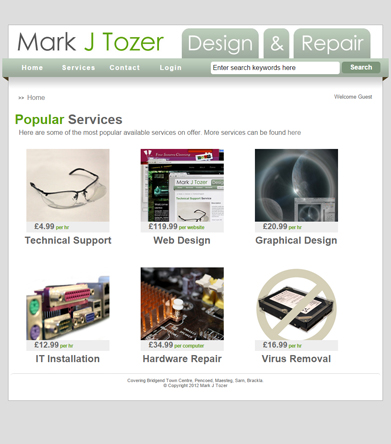 Mark J Tozer Design & Repair
Home Services Contact Login Enter search keywords here Search
Home Welcome Guest
Popular Services
Here are some of the most popular available services on offer. More services can be found here
£4.99 per hr £119.99 per website £20.99 per hr
Technical Support Web Design Graphical Design
£12.99 per hr £34.99 per computer £16.99 per hr
IT Installation Hardware Repair Virus Removal
Covering Bridgend Town Centre, Pencoed, Maesteg, Sarn, Brackla.
© Copyright 2012 Mark J Tozer